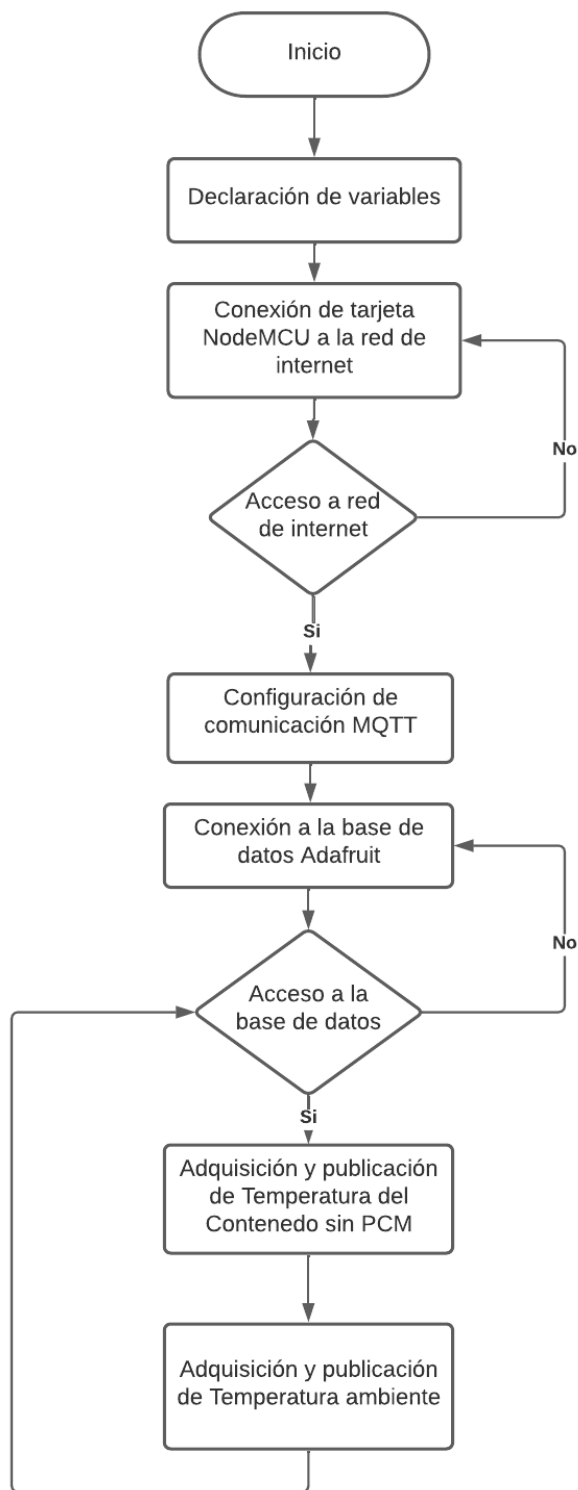 Inicio
Declaración de variables
Conexión de tarjeta
NodeMCU a la red de
internet
No
Acceso a red
de internet
Si
Configuración de
comunicación MQTT
Conexión a la base de
datos Adafruit
No
Acceso a la
base de datos
Si
Adquisición y publicación
de Temperatura del
Contenedo sin PCM
Adquisición y publicación
de Temperatura ambiente